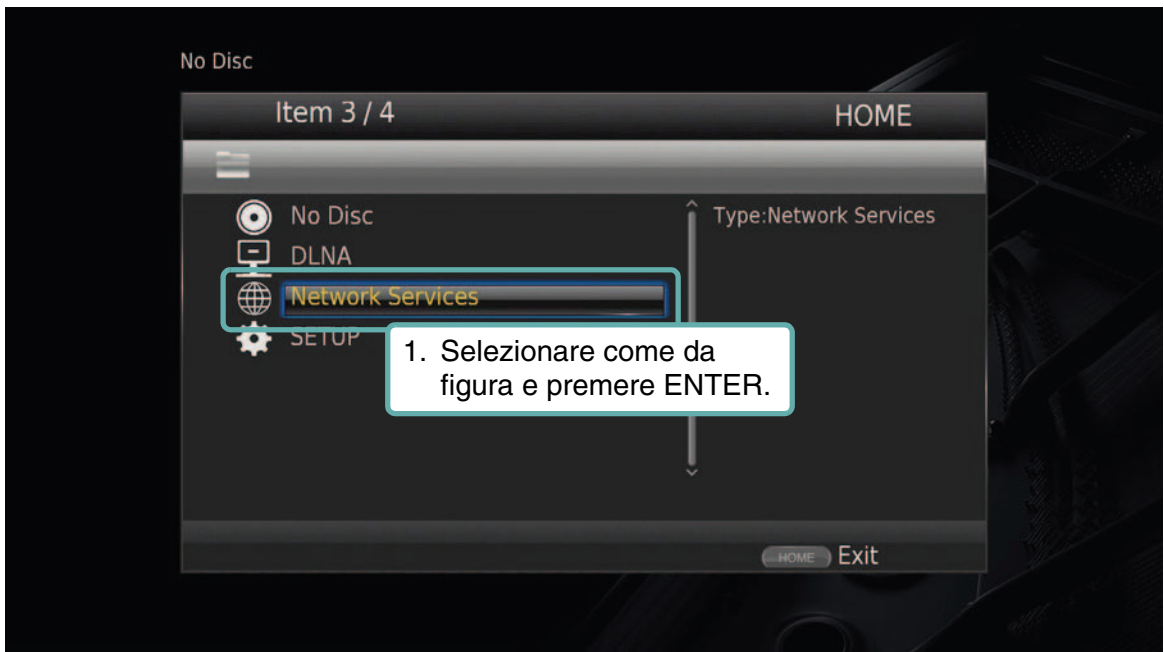 No Disc
Item 3 / 4 HOME
No Disc
Type:Network Services
DLNA
Network Services
SETUP
1. Selezionare come da
figura e premere ENTER.
HOME Exit